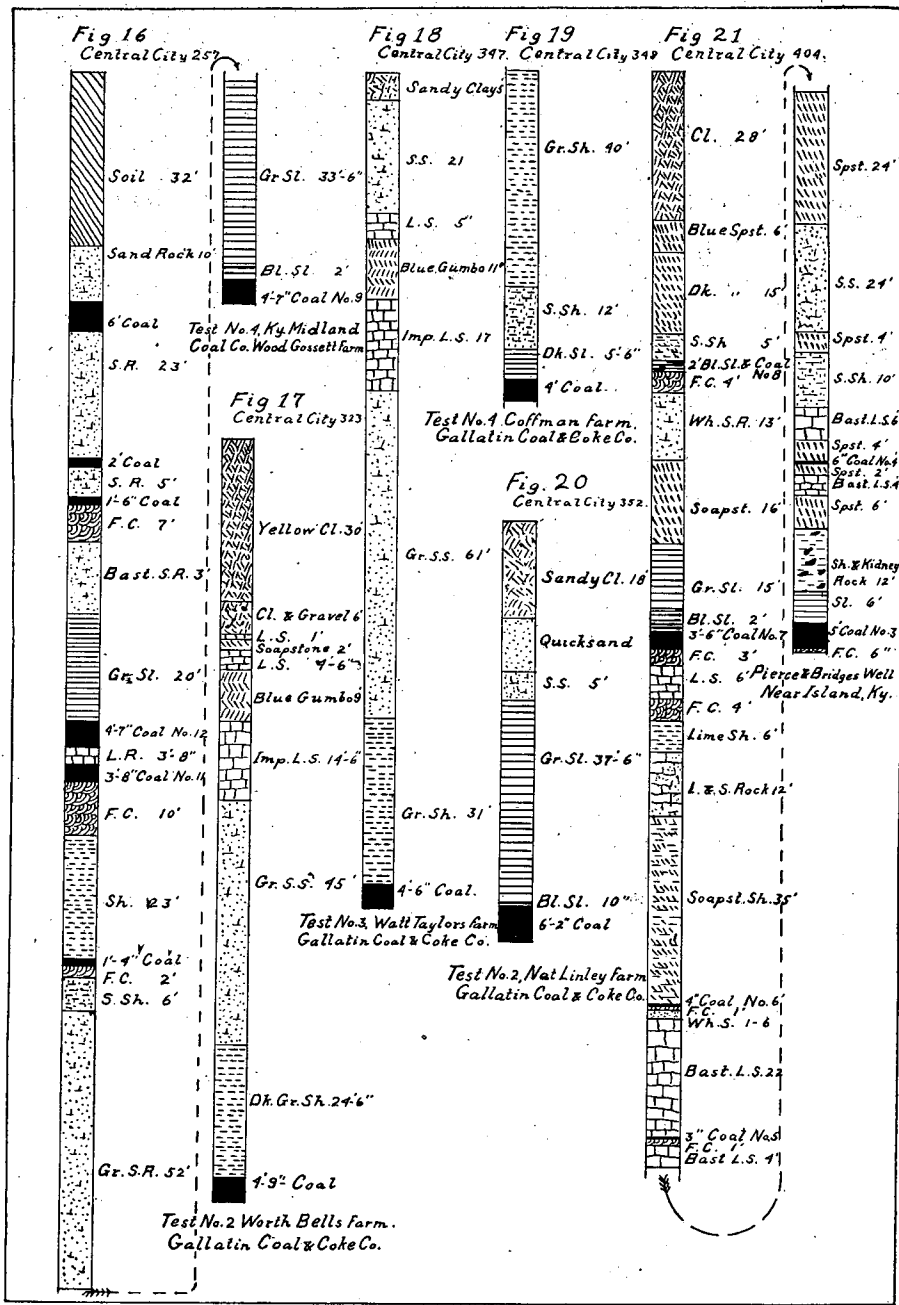 Fig 16
Central City 257
Soil 32'
Sand Rock 10'
6' Coal
S.R. 23'
2' Coal
S.R. 5'
1'-6" Coal
F.C. 7'
Bast. S.R. 3'
Gr. Sl. 20'
4'-7" Coal No.12
L.R. 3'-8"
3'-8" Coal No.11
F.C. 10'
Sh. 23'
1'-4" Coal
F.C. 2'
S.Sh. 6'
Gr. S.R. 52'
Gr Sl. 33'-6"
Bl. Sl. 2'
4'-7" Coal No.9
Test No.4, Ky. Midland
Coal Co. Wood Gossett Farm
Fig 17
Central City 323
Yellow Cl. 30'
Cl. & Gravel 6'
L.S. 1'
Soapstone 2'
L.S. 4'-6"
Blue Gumbo 9
Imp. L.S. 14'-6"
Gr. S.S. 45'
Dk. Gr. Sh. 24'-6"
4'-9" Coal
Test No.2 Worth Bells Farm.
Gallatin Coal & Coke Co.
Fig 18
Central City 347.
Sandy Clay 5'
S.S. 21
L.S. 5'
Blue Gumbo 11'
Imp. L.S. 17
Gr. S.S. 61'
Gr. Sh. 31'
4'-6" Coal.
Test No.3, Watt Taylors Farm
Gallatin Coal & Coke Co.
Fig 19
Central City 348
Gr. Sh. 40'
S.Sh. 12'
Dk. Sl. 5'-6"
4' Coal.
Test No.4 Coffman Farm,
Gallatin Coal & Coke Co.
Fig. 20
Central City 352.
Sandy Cl. 18'
Quicksand
S.S. 5'
Gr. Sl. 37'-6"
Bl. Sl. 10"
6'-2" Coal
Test No.2, Nat Linley Farm
Gallatin Coal & Coke Co.
Fig 21
Central City 404.
Cl. 28'
Blue Spst. 6'
Dk. " 15'
S.Sh 5'
2' Bl. Sl. & Coal
No 8
F.C. 4'
Wh. S.R. 13'
Soapst. 16'
Gr. Sl. 15'
Bl. Sl. 2'
3'-6" Coal No.7
F.C. 3'
L.S. 6'
F.C. 4'
Lime Sh. 6'
L. & S. Rock 12'
Soapst. Sh. 35'
4" Coal No. 6
F.C. 1'
Wh. S. 1-6
Bast. L.S. 22
3" Coal No.5
F.C. 1'
Bast L.S. 4'
Spst. 24'
S.S. 24'
Spst. 4'
S.Sh. 10'
Bast. L.S. 6
Spst. 4'
6" Coal No.4
Spst. 2'
Bast. L.S. 4
Spst. 6'
Sh. & Kidney
Rock 12'
Sl. 6'
5' Coal No.3
F.C. 6"
Pierce & Bridges Well
Near Island, Ky.